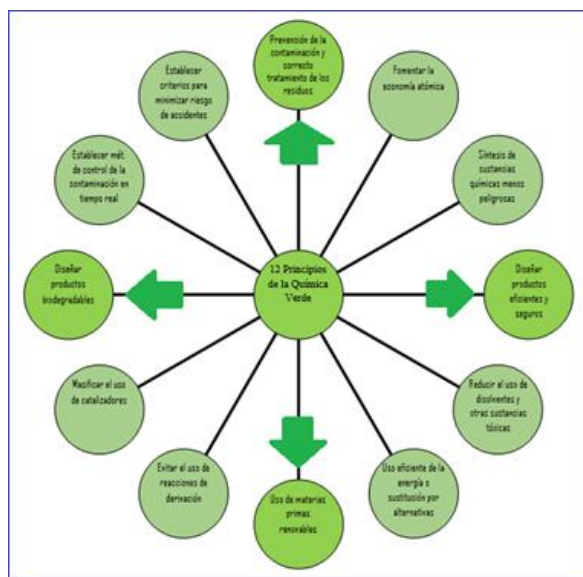 Prevención de la
contaminación y
correcto
tratamiento de los
residuos
Fomentar la
economía atómica
Síntesis de
sustancias
químicas menos
peligrosas
Diseñar
productos
eficientes y
seguros
Reducir el uso de
disolventes y
otras sustancias
tóxicas
Uso eficiente de la
energía o
sustitución por
alternativas
Uso de materias
primas
renovables
Evitar el uso de
reacciones de
derivación
Masificar el uso
de catalizadores
Diseñar
productos
biodegradables
Establecer mét.
de control de la
contaminación en
tiempo real
Establecer
criterios para
minimizar riesgo
de accidentes
12 Principios
de la Química
Verde